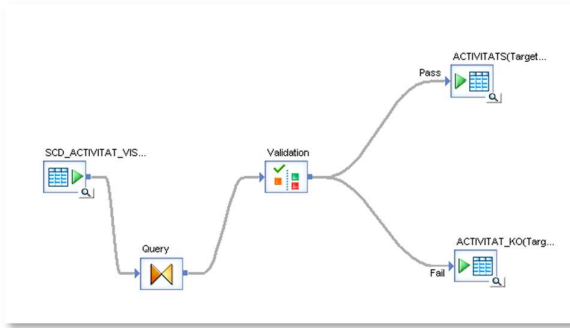 ACTIVITATS(Target...
Pass
SCD_ACTIVITAT_VIS...
Validation
Query
ACTIVITAT_KO(Targ...
Fail